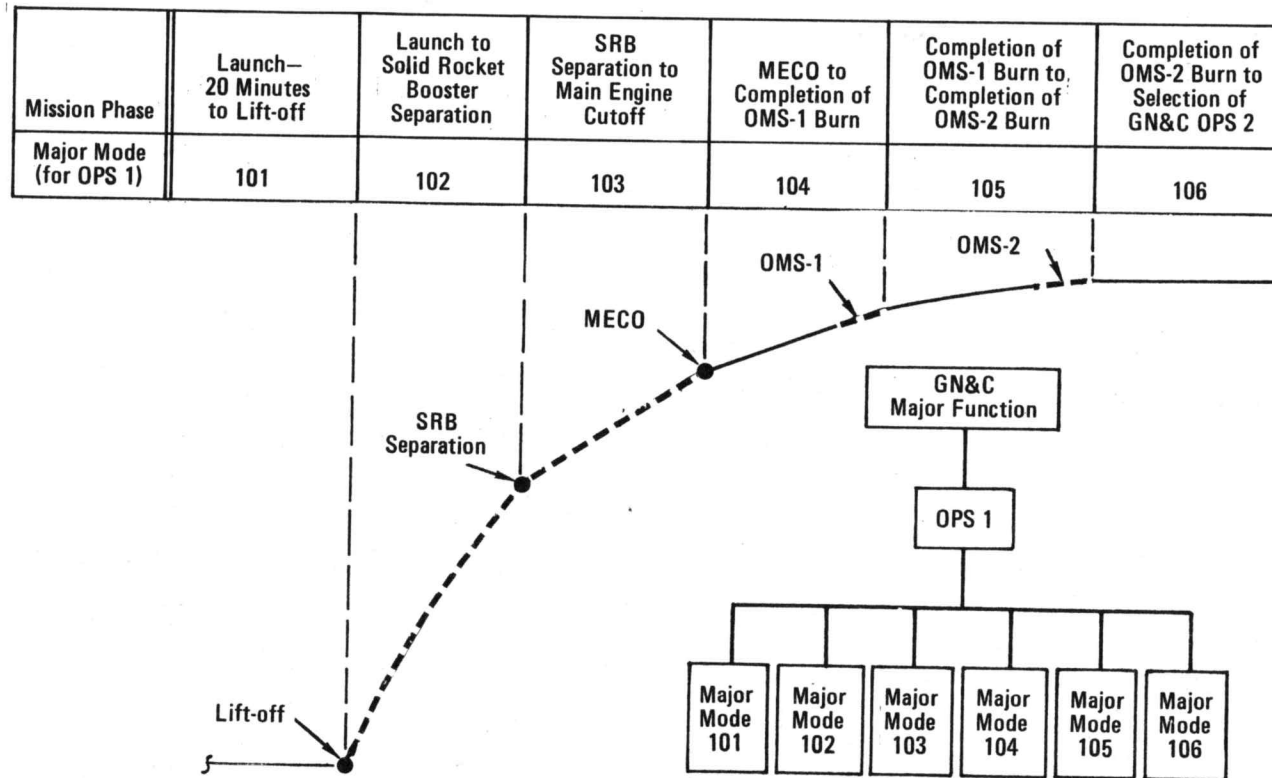 Mission Phase
Launch—
20 Minutes
to Lift-off
Launch to
Solid Rocket
Booster
Separation
SRB
Separation to
Main Engine
Cutoff
MECO to
Completion of
OMS-1 Burn
Completion of
OMS-1 Burn to
Completion of
OMS-2 Burn
Completion of
OMS-2 Burn to
Selection of
GN&C OPS 2
Major Mode
(for OPS 1)
101
102
103
104
105
106
OMS-2
OMS-1
MECO
SRB
Separation
Lift-off
GN&C
Major Function
OPS 1
Major
Mode
101
Major
Mode
102
Major
Mode
103
Major
Mode
104
Major
Mode
105
Major
Mode
106